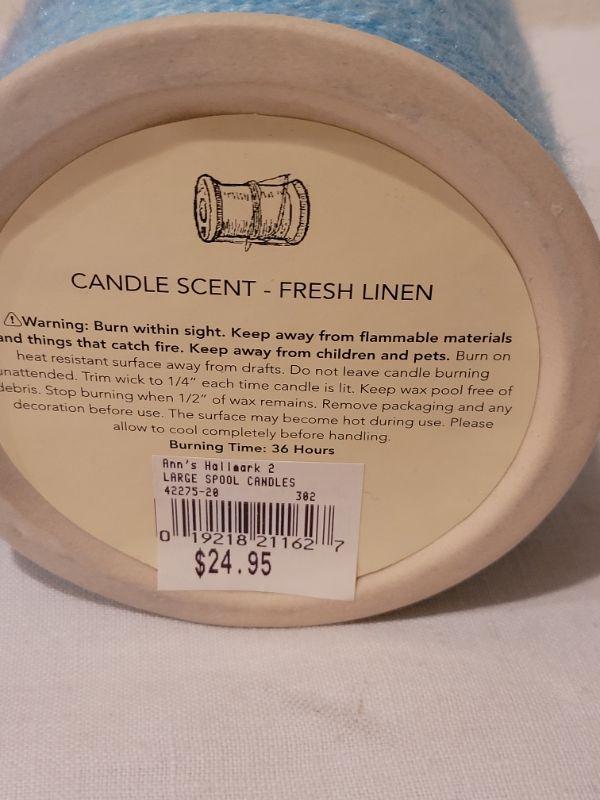 CANDLE SCENT - FRESH LINEN
Warning: Burn within sight. Keep away from flammable materials
and things that catch fire. Keep away from children and pets. Burn on
heat resistant surface away from drafts. Do not leave candle burning
unattended. Trim wick to 1/4" each time candle is lit. Keep wax pool free of
debris. Stop burning when 1/2" of wax remains. Remove packaging and any
decoration before use. The surface may become hot during use. Please
allow to cool completely before handling.
Burning Time: 36 Hours
Ann's Hallmark 2
LARGE SPOOL CANDLES
42275-20 302
0 19218 21162 7
$24.95